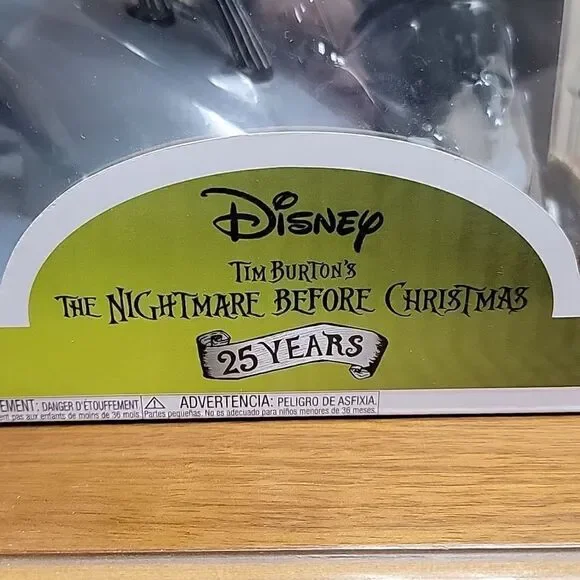 Disney
TIM BURTON'S
THE NIGHTMARE BEFORE CHRISTMAS
25 YEARS
EMENT: DANGER D'ÉTOUFFEMENT
ent pas aux enfants de moins de 36 mois.
⚠ ADVERTENCIA: PELIGRO DE ASFIXIA.
Partes pequeñas. No es adecuado para niños menores de 36 meses.